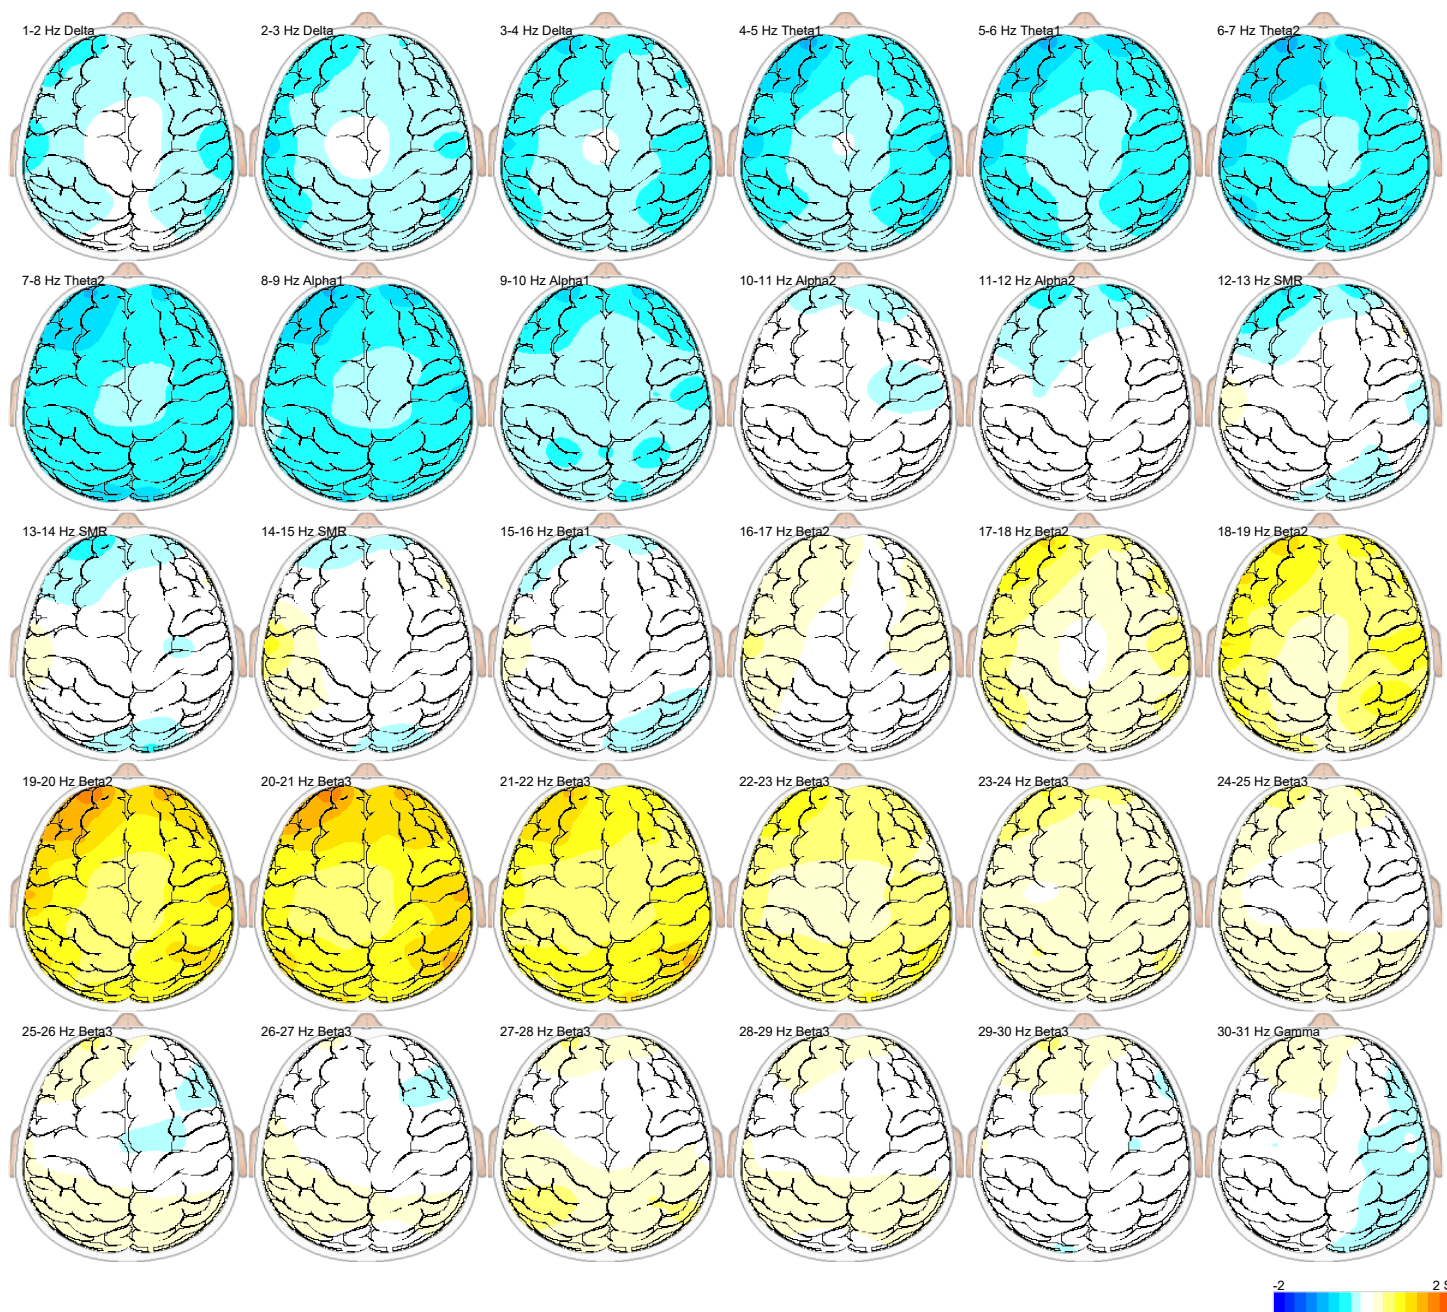 1-2 Hz Delta
2-3 Hz Delta
3-4 Hz Delta
4-5 Hz Theta1
5-6 Hz Theta1
6-7 Hz Theta2
7-8 Hz Theta2
8-9 Hz Alpha1
9-10 Hz Alpha1
10-11 Hz Alpha2
11-12 Hz Alpha2
12-13 Hz SMR
13-14 Hz SMR
14-15 Hz SMR
15-16 Hz Beta1
16-17 Hz Beta2
17-18 Hz Beta2
18-19 Hz Beta2
19-20 Hz Beta2
20-21 Hz Beta3
21-22 Hz Beta3
22-23 Hz Beta3
23-24 Hz Beta3
24-25 Hz Beta3
25-26 Hz Beta3
26-27 Hz Beta3
27-28 Hz Beta3
28-29 Hz Beta3
29-30 Hz Beta3
30-31 Hz Gamma
-2 2